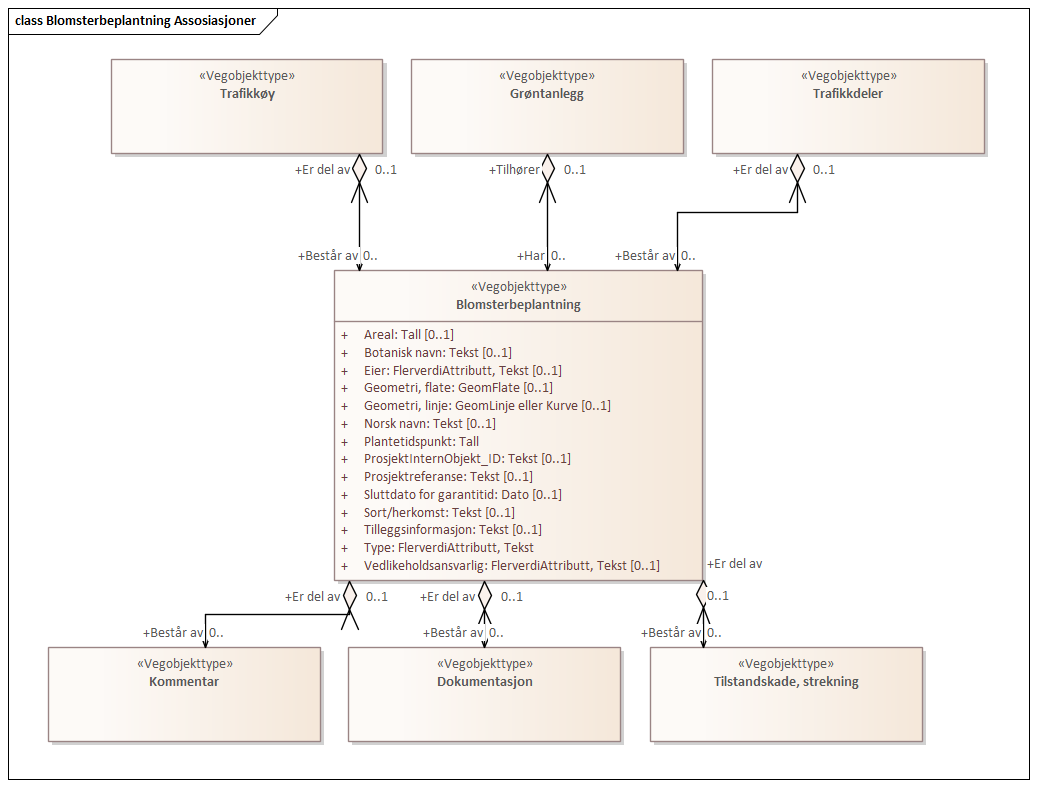 class Blomsterbeplantning Assosiasjoner
«Vegobjekttype»
Trafikkøy
«Vegobjekttype»
Grøntanlegg
«Vegobjekttype»
Trafikkdeler
+Er del av 0..1
+Tilhører 0..1
+Er del av 0..1
+Består av 0..
+Har 0..
+Består av 0..
«Vegobjekttype»
Blomsterbeplantning
+ Areal: Tall [0..1]
+ Botanisk navn: Tekst [0..1]
+ Eier: FlerverdiAttributt, Tekst [0..1]
+ Geometri, flate: GeomFlate [0..1]
+ Geometri, linje: GeomLinje eller Kurve [0..1]
+ Norsk navn: Tekst [0..1]
+ Plantetidspunkt: Tall
+ ProsjektInternObjekt_ID: Tekst [0..1]
+ Prosjektreferanse: Tekst [0..1]
+ Sluttdato for garantitid: Dato [0..1]
+ Sort/herkomst: Tekst [0..1]
+ Tilleggsinformasjon: Tekst [0..1]
+ Type: FlerverdiAttributt, Tekst
+ Vedlikeholdsansvarlig: FlerverdiAttributt, Tekst [0..1]
+Er del av 0..1
+Er del av 0..1
+Er del av
0..1
+Består av 0..
+Består av 0..
+Består av 0..
«Vegobjekttype»
Kommentar
«Vegobjekttype»
Dokumentasjon
«Vegobjekttype»
Tilstandskade, strekning